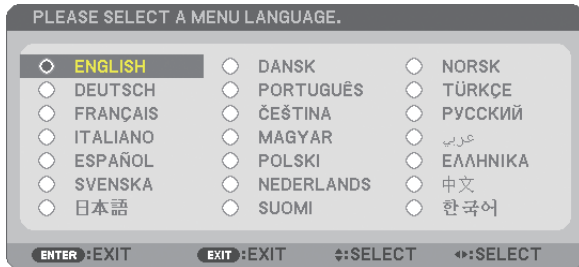 PLEASE SELECT A MENU LANGUAGE.
ENGLISH DANSK NORSK
DEUTSCH PORTUGUÊS TÜRKÇE
FRANÇAIS ČEŠTINA РУССКИЙ
ITALIANO MAGYAR عربي
ESPAÑOL POLSKI ΕΛΛΗΝΙΚΑ
SVENSKA NEDERLANDS 中文
日本語 SUOMI 한국어
ENTER :EXIT EXIT :EXIT :SELECT :SELECT